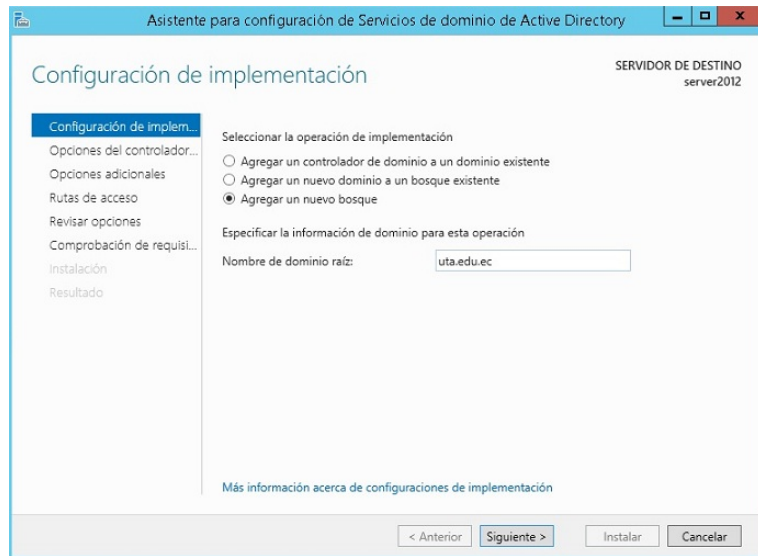 Asistente para configuración de Servicios de dominio de Active Directory
Configuración de implementación
SERVIDOR DE DESTINO
server2012
Configuración de implem...
Opciones del controlador...
Opciones adicionales
Rutas de acceso
Revisar opciones
Comprobación de requisi...
Instalación
Resultado
Seleccionar la operación de implementación
Agregar un controlador de dominio a un dominio existente
Agregar un nuevo dominio a un bosque existente
Agregar un nuevo bosque
Especificar la información de dominio para esta operación
Nombre de dominio raíz: uta.edu.ec
Más información acerca de configuraciones de implementación
< Anterior Siguiente > Instalar Cancelar